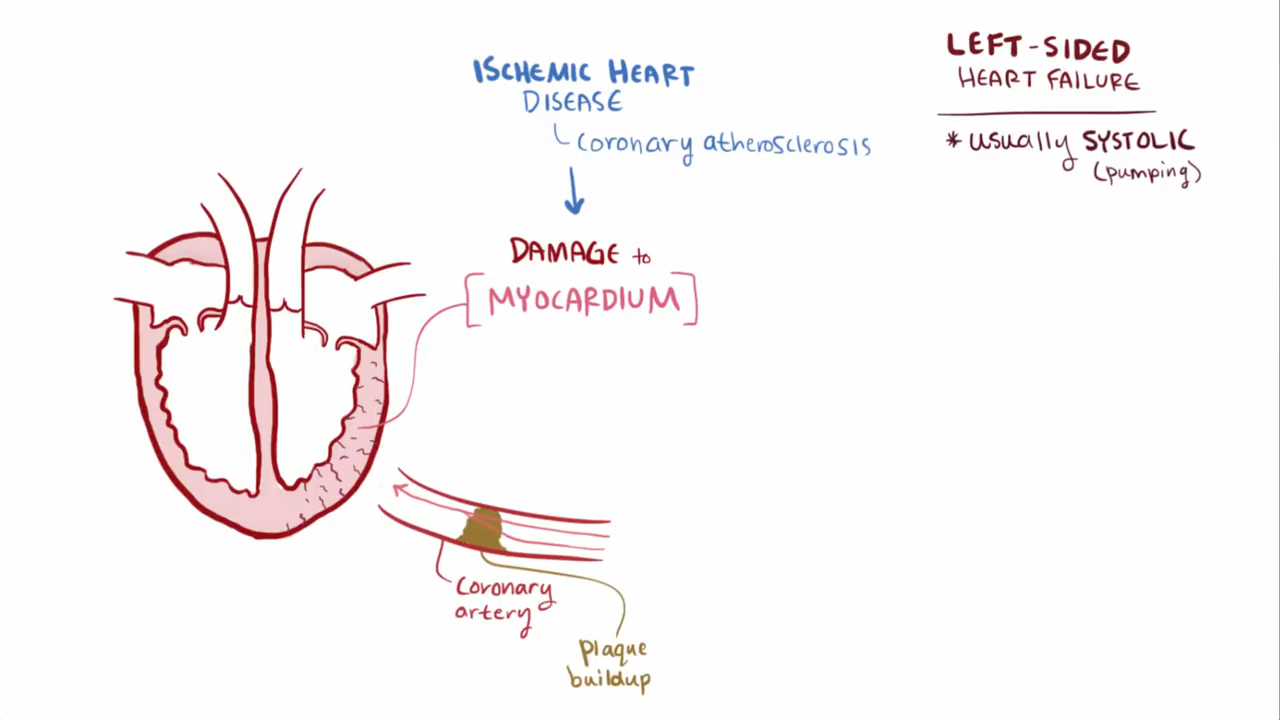 ISCHEMIC HEART
DISEASE
coronary atherosclerosis
DAMAGE to
[MYOCARDIUM]
coronary
artery
plaque
buildup
LEFT-SIDED
HEART FAILURE
* usually SYSTOLIC
(pumping)